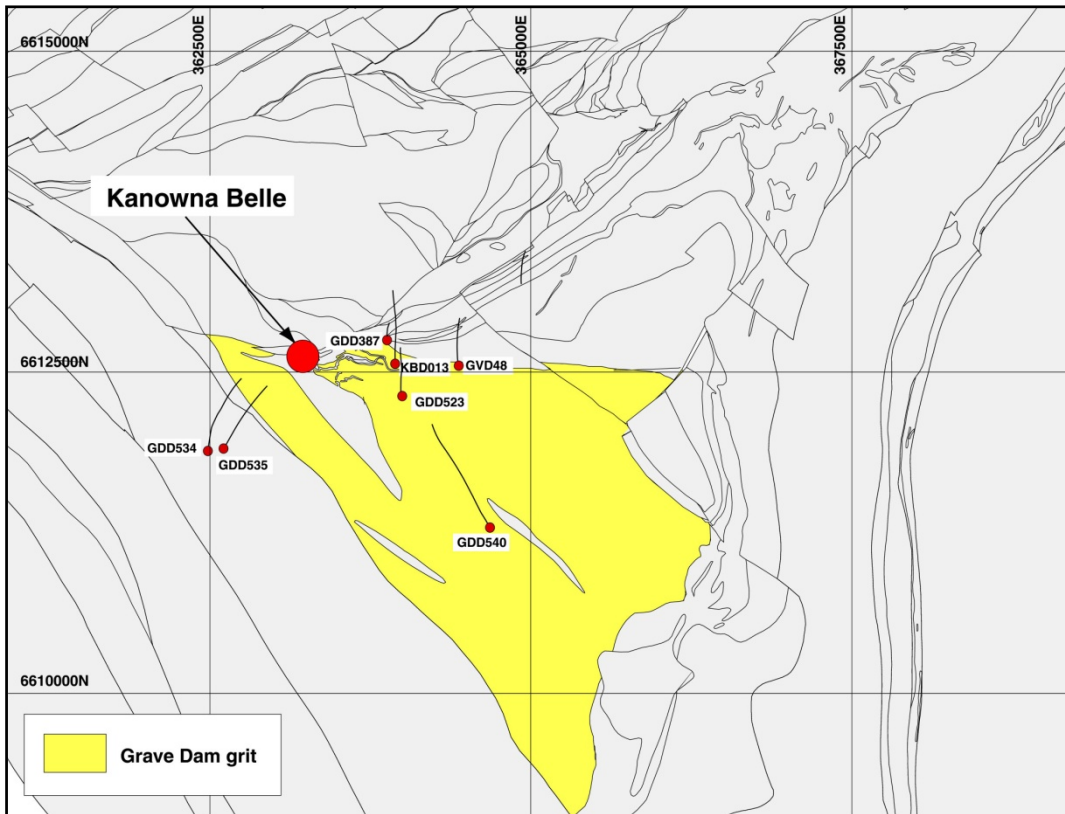 362500E
365000E
367500E
6615000N
Kanowna Belle
GDD387
6612500N
KBD013
GVD48
GDD523
GDD534
GDD535
GDD540
6610000N
Grave Dam grit